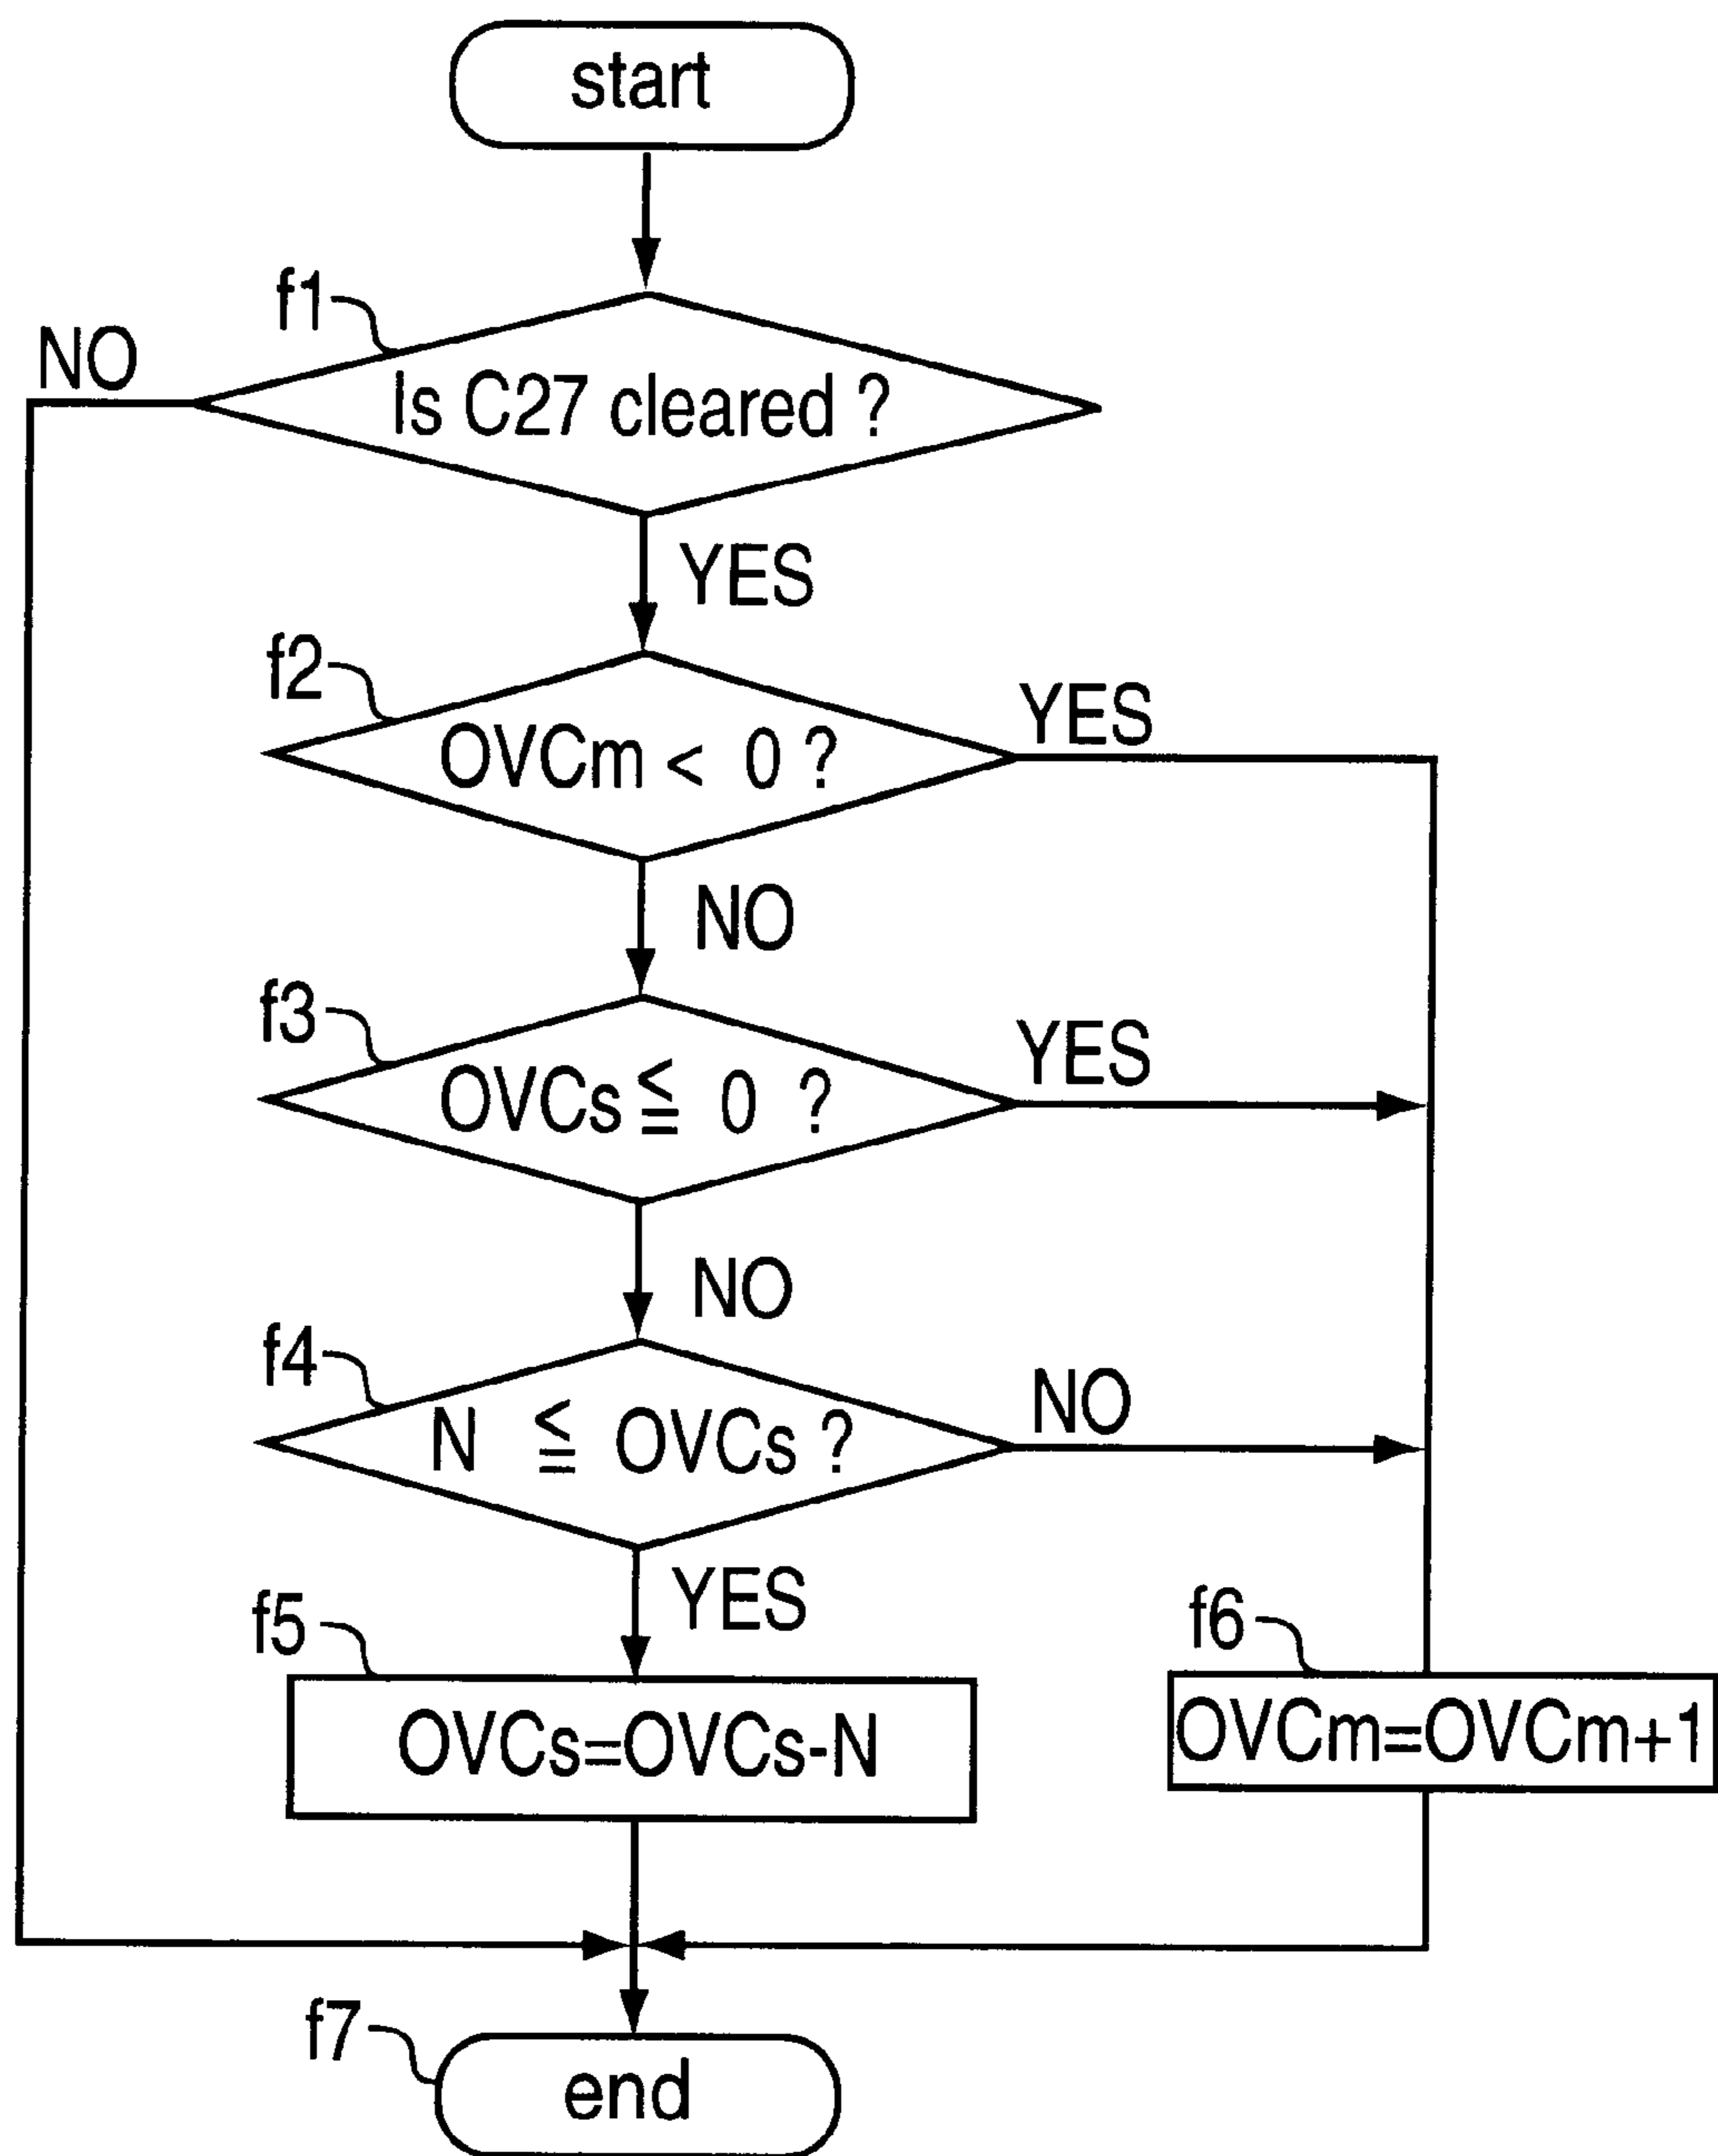 start
f1
NO
Is C27 cleared ?
YES
f2
OVCm < 0 ?
YES
NO
f3
OVCs ≦ 0 ?
YES
NO
f4
N ≦ OVCs ?
NO
YES
f5
OVCs=OVCs-N
f6
OVCm=OVCm+1
f7
end